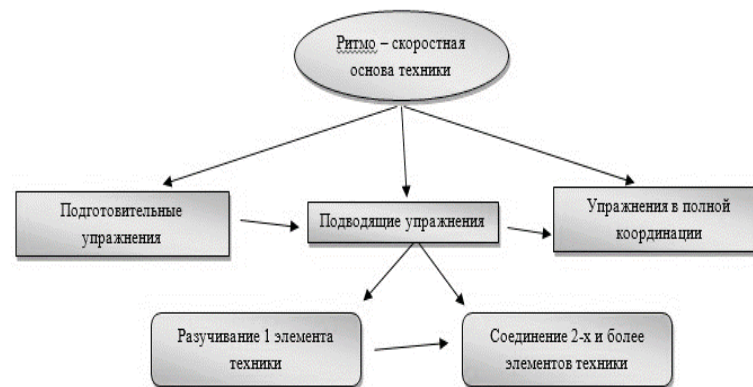 Ритмо – скоростная
основа техники
Подготовительные
упражнения
Подводящие упражнения
Упражнения в полной
координации
Разучивание 1 элемента
техники
Соединение 2-х и более
элементов техники